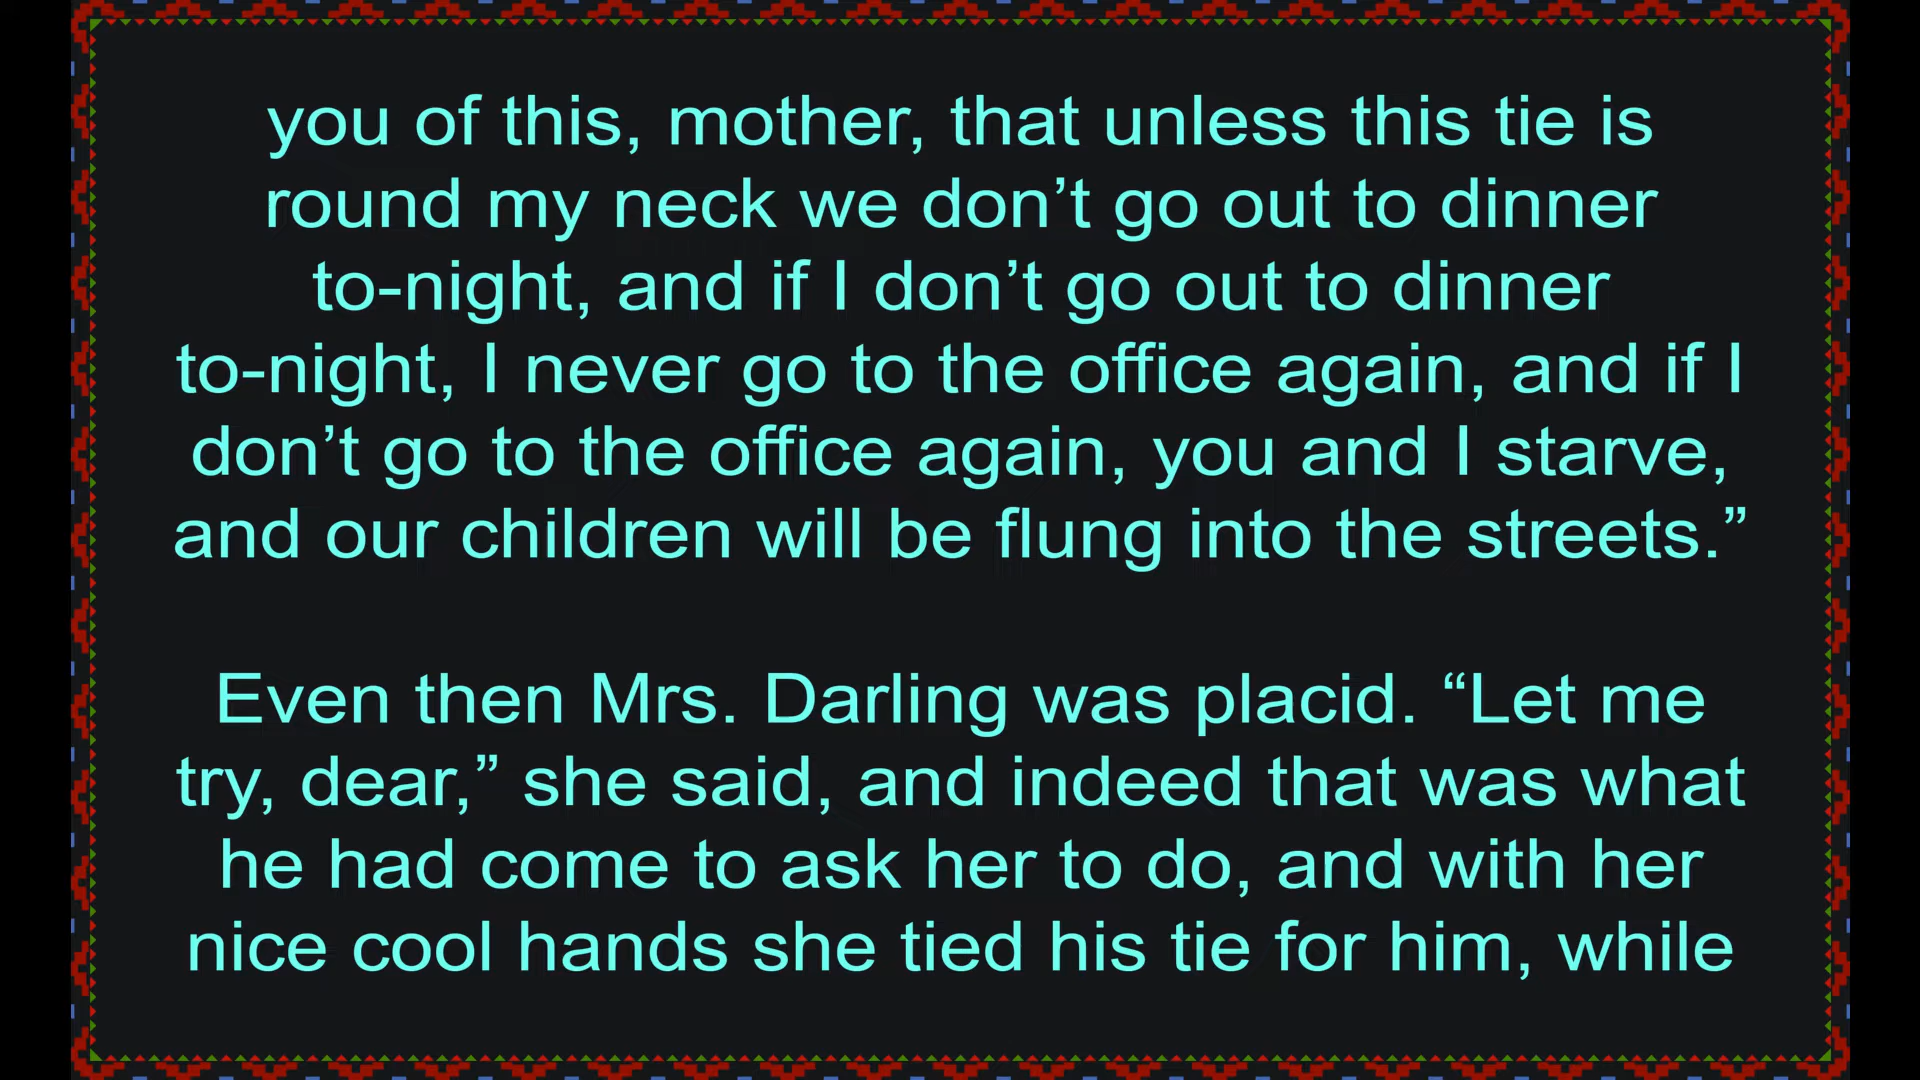 you of this, mother, that unless this tie is
round my neck we don’t go out to dinner
to-night, and if I don’t go out to dinner
to-night, I never go to the office again, and if I
don’t go to the office again, you and I starve,
and our children will be flung into the streets.”
Even then Mrs. Darling was placid. “Let me
try, dear,” she said, and indeed that was what
he had come to ask her to do, and with her
nice cool hands she tied his tie for him, while